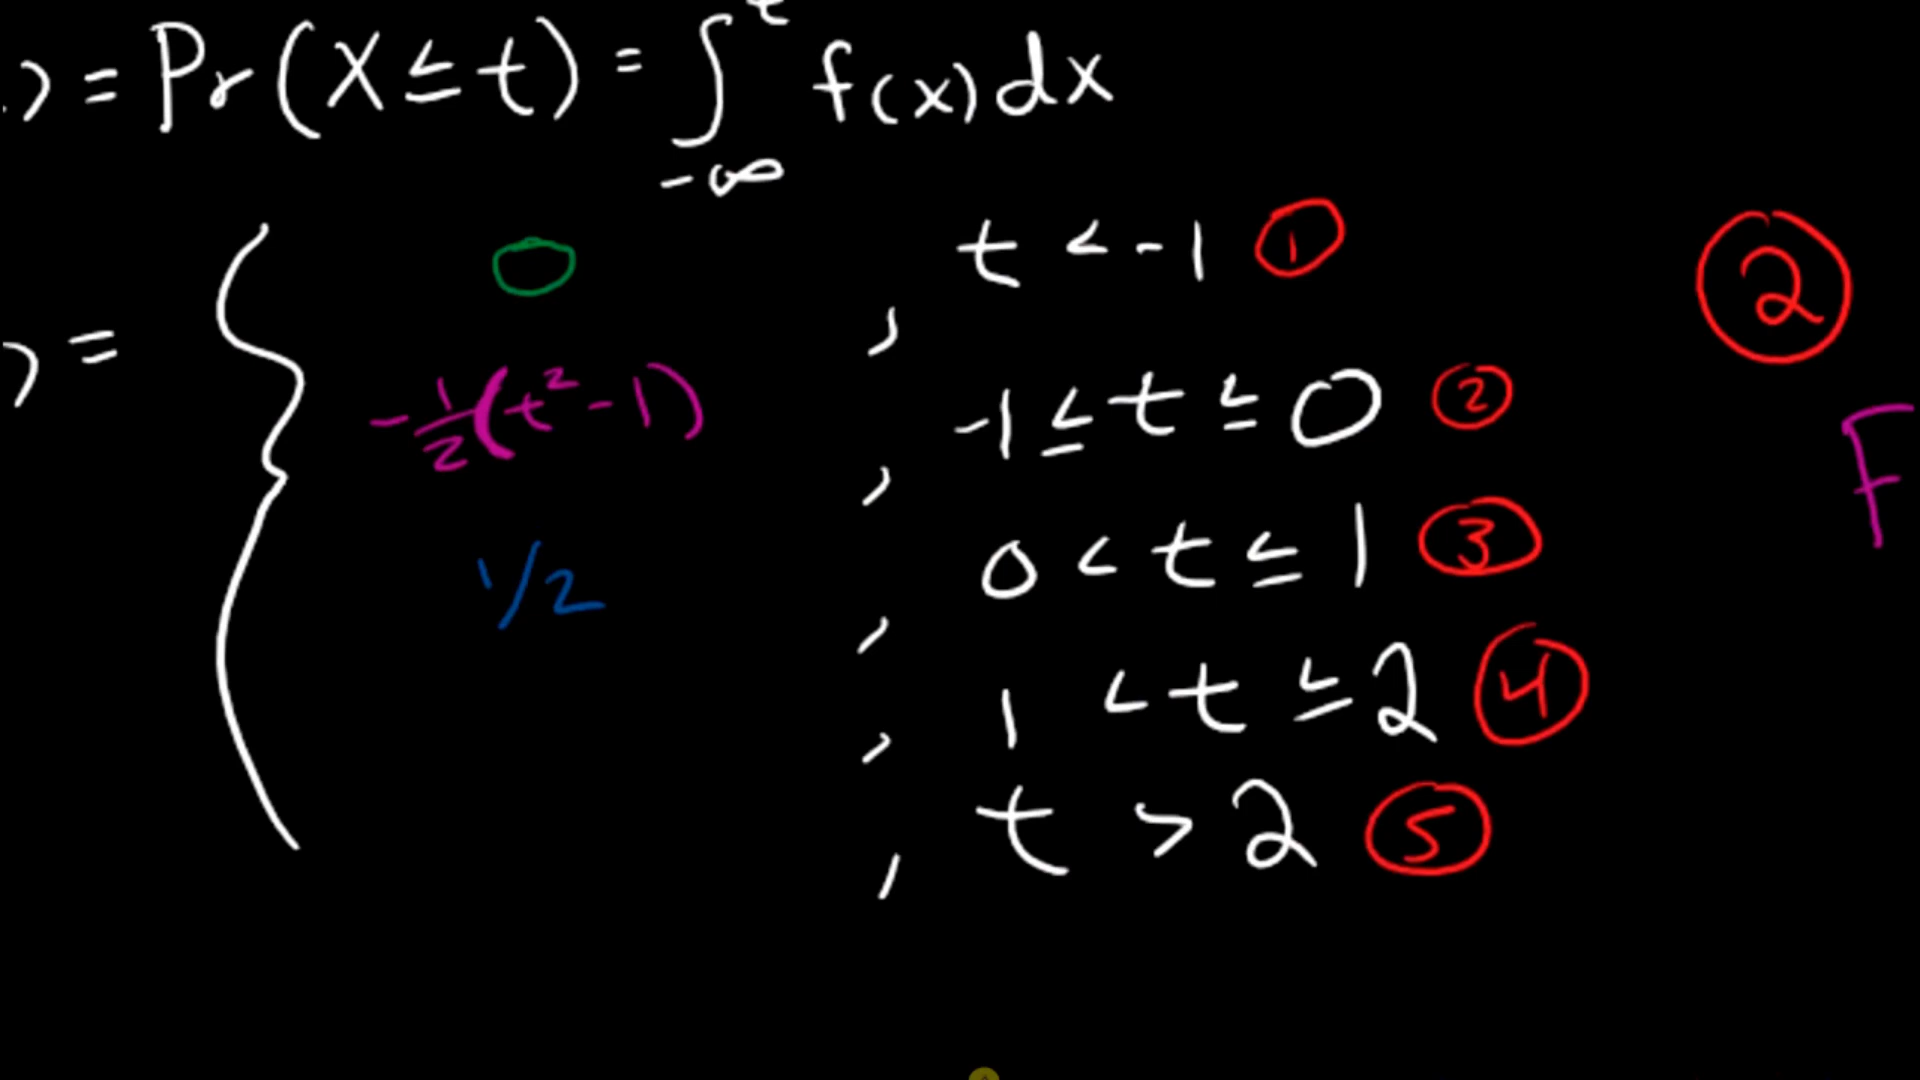 .) = Pr(X ≤ t) = ∫_{-∞}^{t} f(x)dx
0 , t < -1 ①
②
) = { -1/2(t² - 1) , -1 ≤ t ≤ 0 ②
F
1/2 , 0 < t ≤ 1 ③
, 1 < t ≤ 2 ④
, t > 2 ⑤